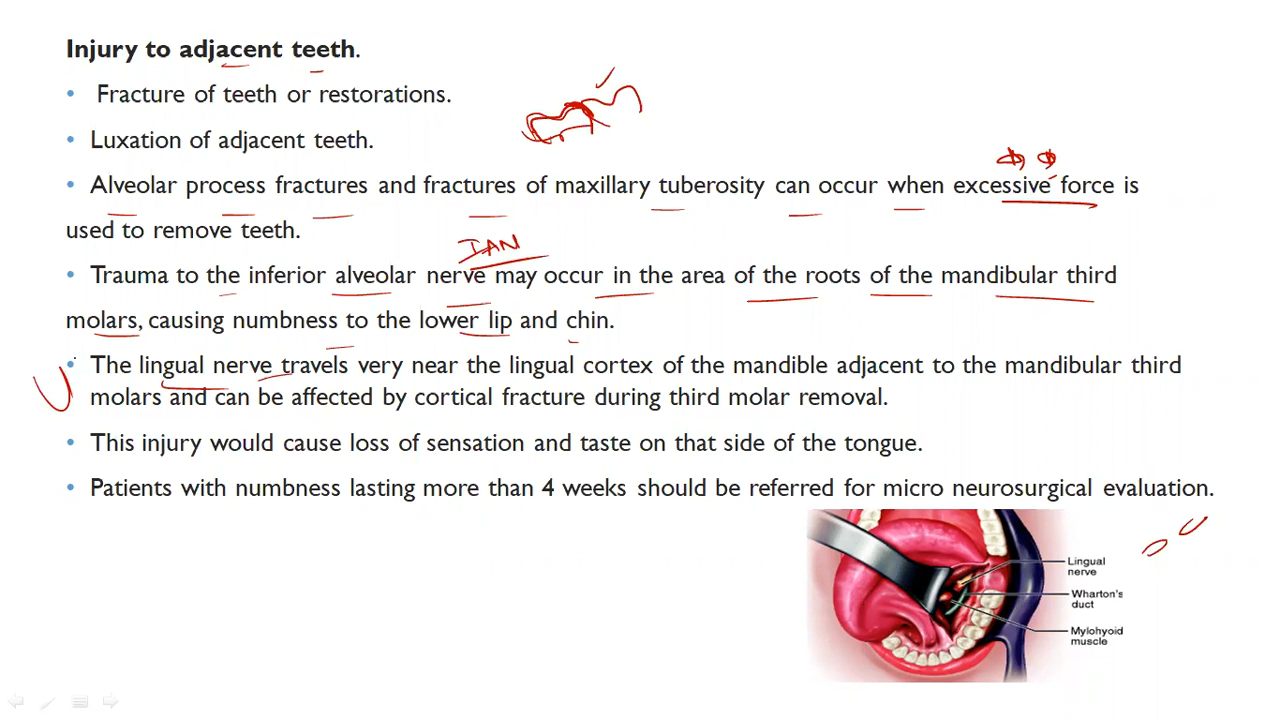 Injury to adjacent teeth.
• Fracture of teeth or restorations.
• Luxation of adjacent teeth.
• Alveolar process fractures and fractures of maxillary tuberosity can occur when excessive force is
used to remove teeth.
IAN
• Trauma to the inferior alveolar nerve may occur in the area of the roots of the mandibular third
molars, causing numbness to the lower lip and chin.
• The lingual nerve travels very near the lingual cortex of the mandible adjacent to the mandibular third
molars and can be affected by cortical fracture during third molar removal.
• This injury would cause loss of sensation and taste on that side of the tongue.
• Patients with numbness lasting more than 4 weeks should be referred for micro neurosurgical evaluation.
Lingual
nerve
Wharton's
duct
Mylohyoid
muscle